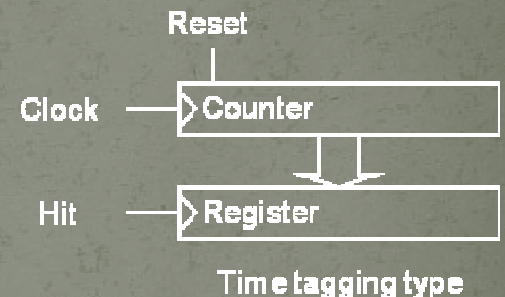 Reset
Clock
Counter
Hit
Register
Time tagging type